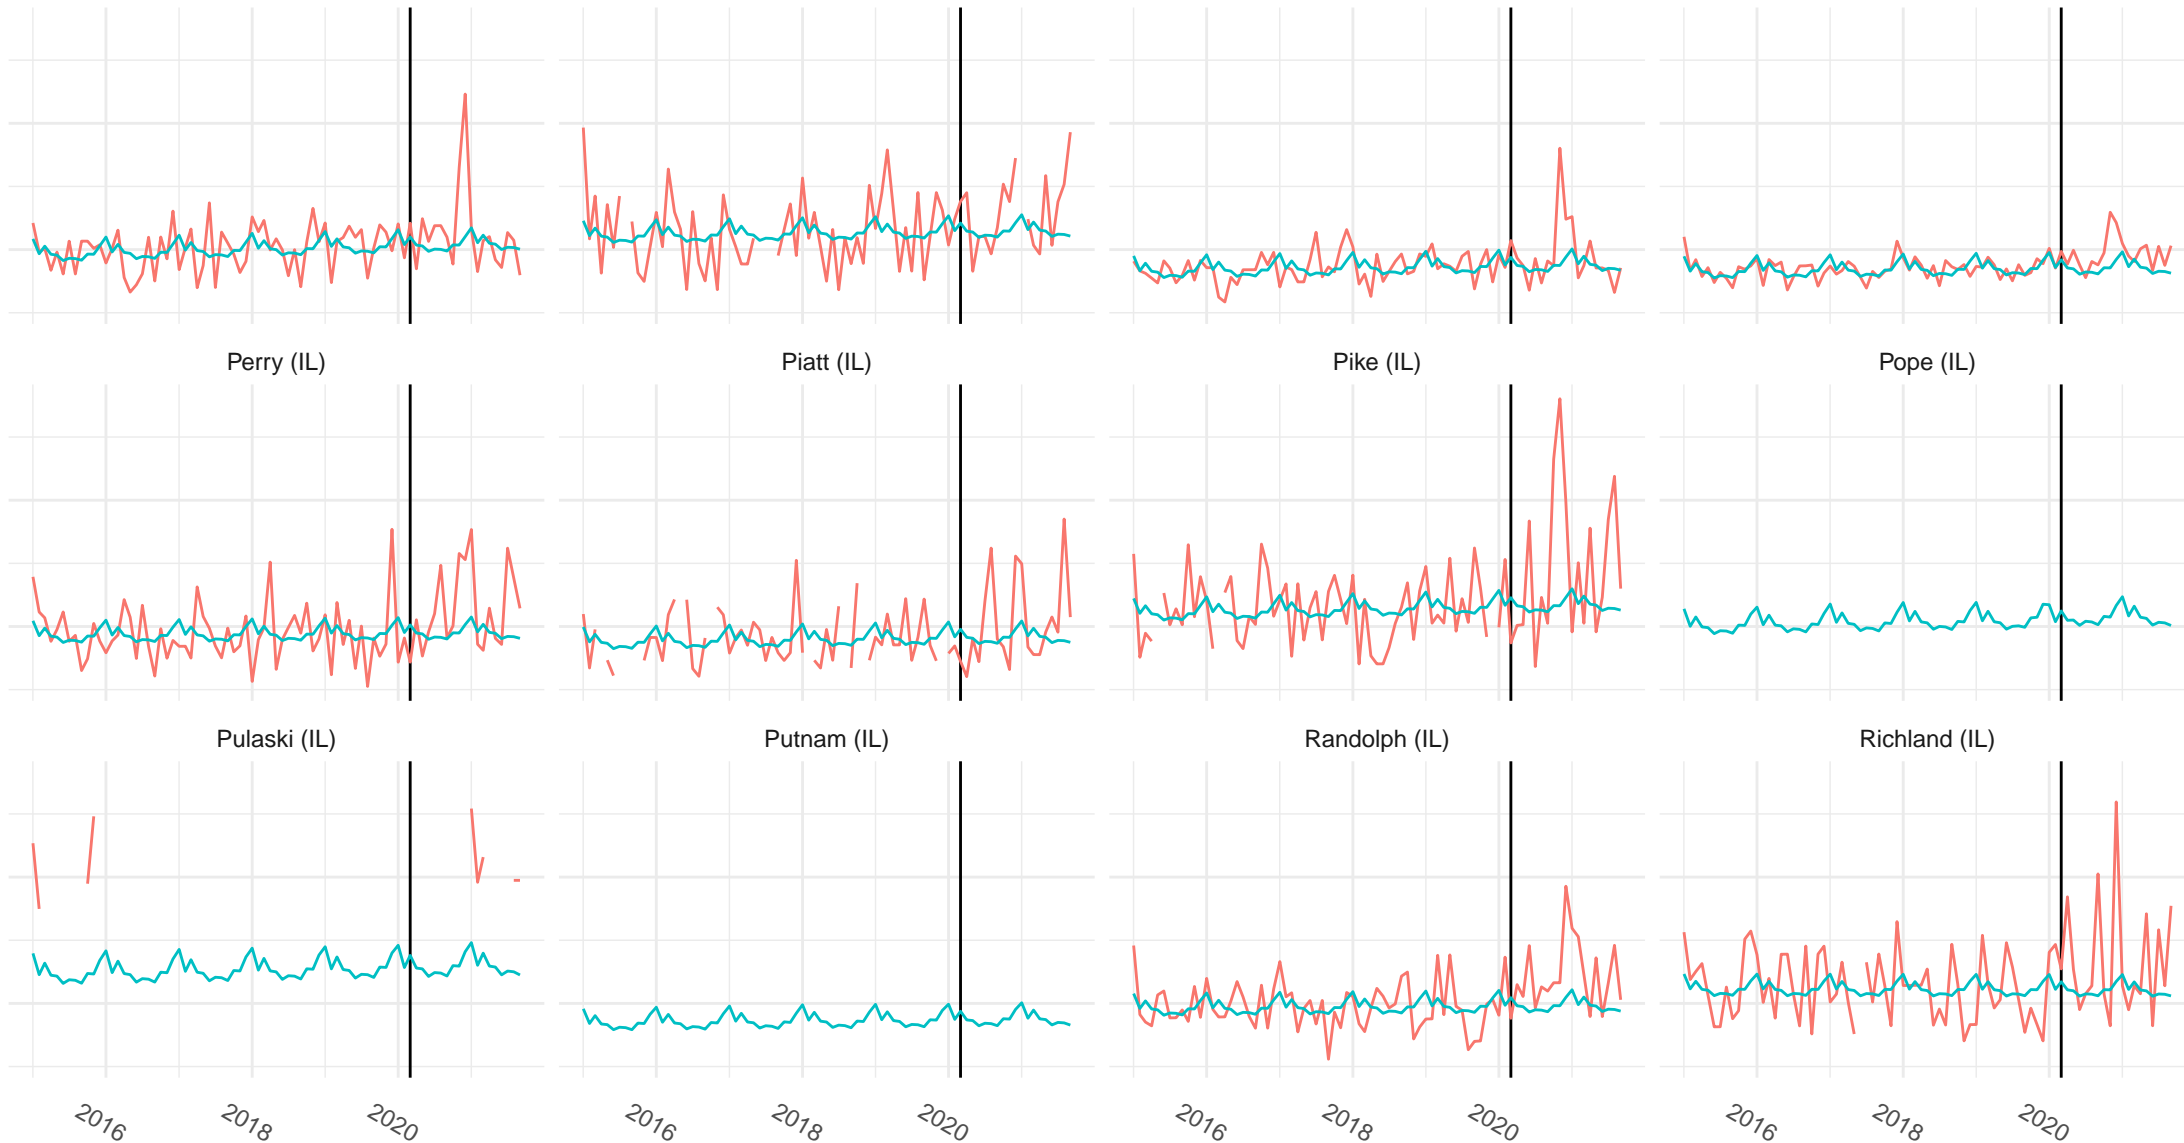 Perry (IL) Piatt (IL) Pike (IL) Pope (IL)
Pulaski (IL) Putnam (IL) Randolph (IL) Richland (IL)
2016 2018 2020 2016 2018 2020 2016 2018 2020 2016 2018 2020